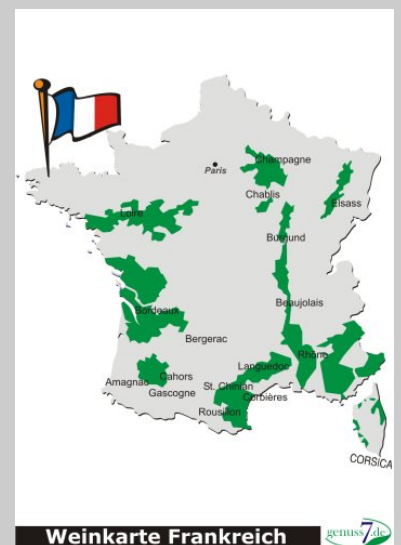 Champagne
Paris
Chablis
Elsass
Loire
Burgund
Beaujolais
Bordeaux
Bergerac
Rhône
Languedoc
Cahors
Amagnac
St. Chinian
Gascogne
Corbières
Rousillon
CORSICA
Weinkarte Frankreich
genuss7.de